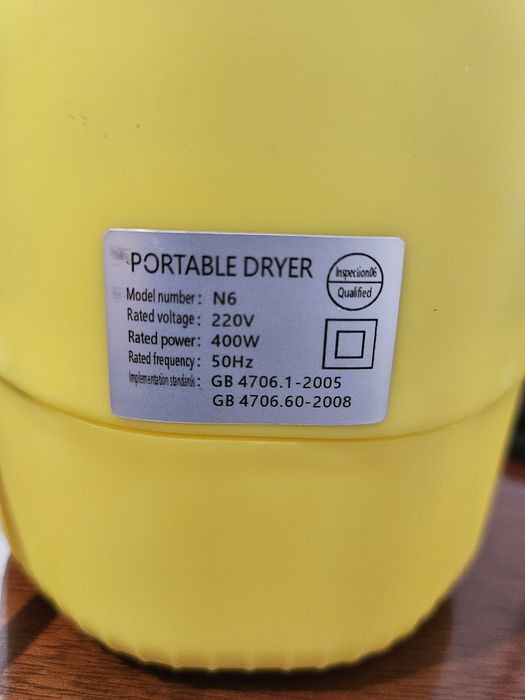 PORTABLE DRYER
Inspection06
Qualified
Model number: N6
Rated voltage: 220V
Rated power: 400W
Rated frequency: 50Hz
Implementation standards: GB 4706.1-2005
GB 4706.60-2008